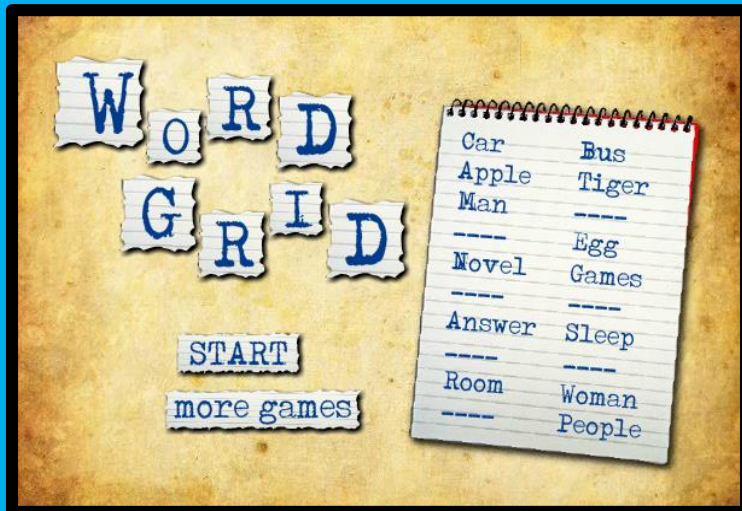 WORD
GRID
START
more games
Car
Apple
Man
----
Novel
----
Answer
----
Room
----
Bus
Tiger
----
Egg
Games
----
Sleep
----
Woman
People